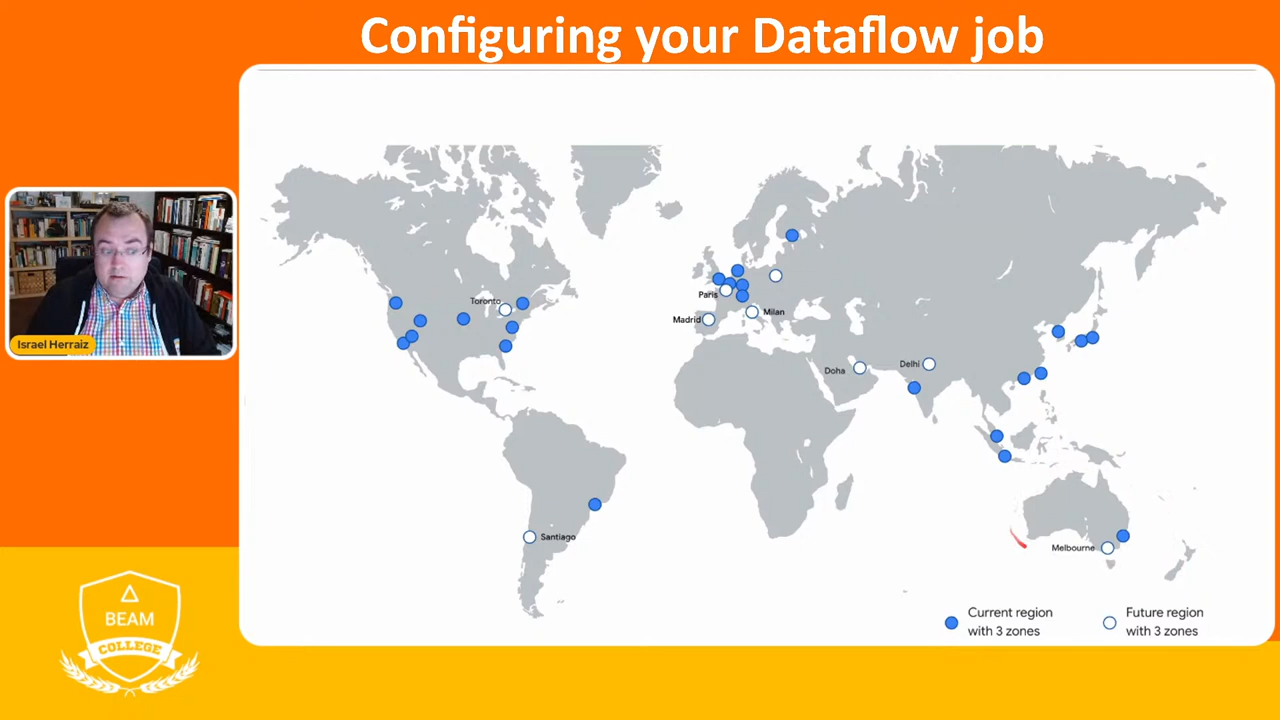 Configuring your Dataflow job
Israel Herraiz
Toronto
Paris
Madrid
Milan
Doha
Delhi
Santiago
Melbourne
Current region
with 3 zones
Future region
with 3 zones
BEAM
COLLEGE